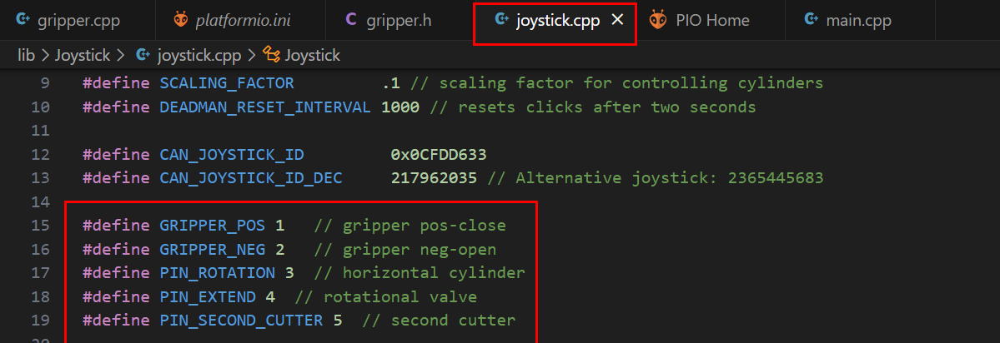 gripper.cpp platformio.ini gripper.h joystick.cpp PIO Home main.cpp
lib > Joystick > joystick.cpp > Joystick
9 #define SCALING_FACTOR .1 // scaling factor for controlling cylinders
10 #define DEADMAN_RESET_INTERVAL 1000 // resets clicks after two seconds
11
12 #define CAN_JOYSTICK_ID 0x0CFDD633
13 #define CAN_JOYSTICK_ID_DEC 217962035 // Alternative joystick: 2365445683
14
15 #define GRIPPER_POS 1 // gripper pos-close
16 #define GRIPPER_NEG 2 // gripper neg-open
17 #define PIN_ROTATION 3 // horizontal cylinder
18 #define PIN_EXTEND 4 // rotational valve
19 #define PIN_SECOND_CUTTER 5 // second cutter